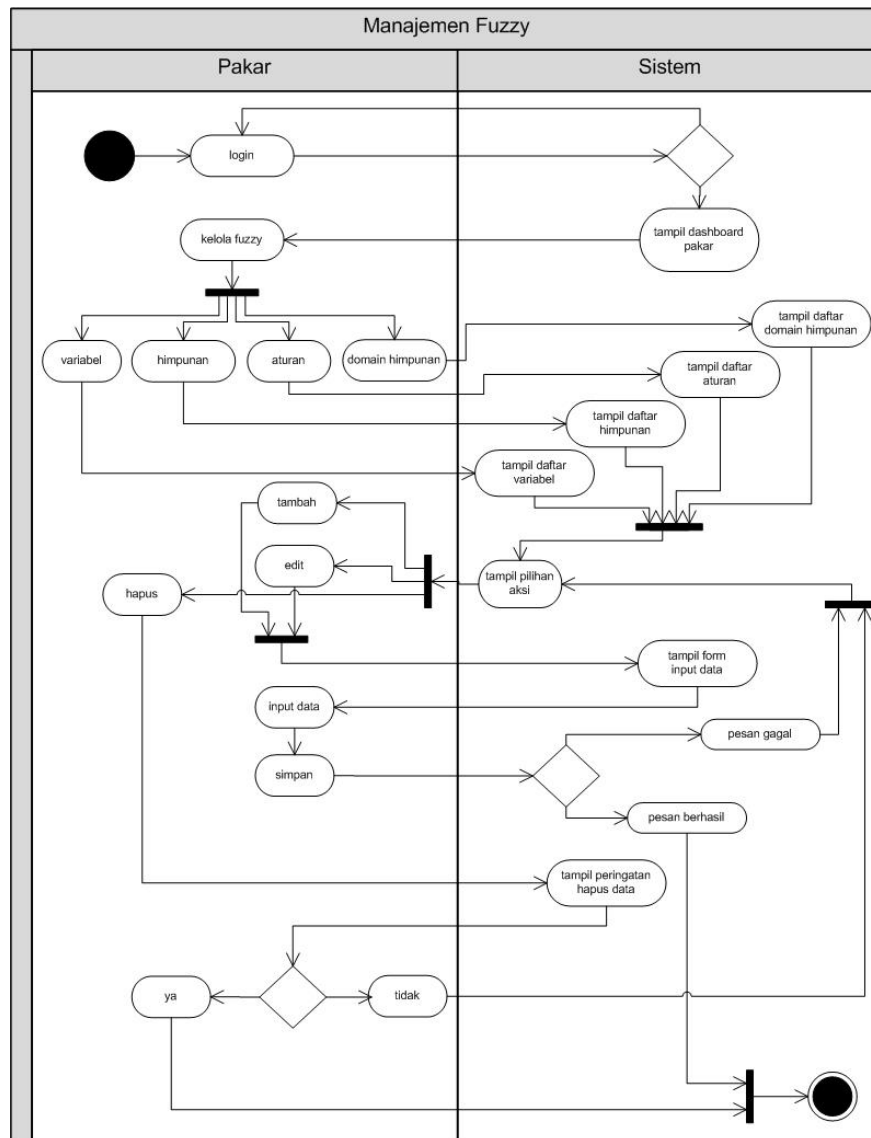 Manajemen Fuzzy
Pakar
Sistem
login
tampil dashboard
pakar
kelola fuzzy
variabel
himpunan
aturan
domain himpunan
tampil daftar
domain himpunan
tampil daftar
aturan
tampil daftar
himpunan
tampil daftar
variabel
tambah
edit
hapus
tampil pilihan
aksi
tampil form
input data
input data
pesan gagal
simpan
pesan berhasil
tampil peringatan
hapus data
ya
tidak